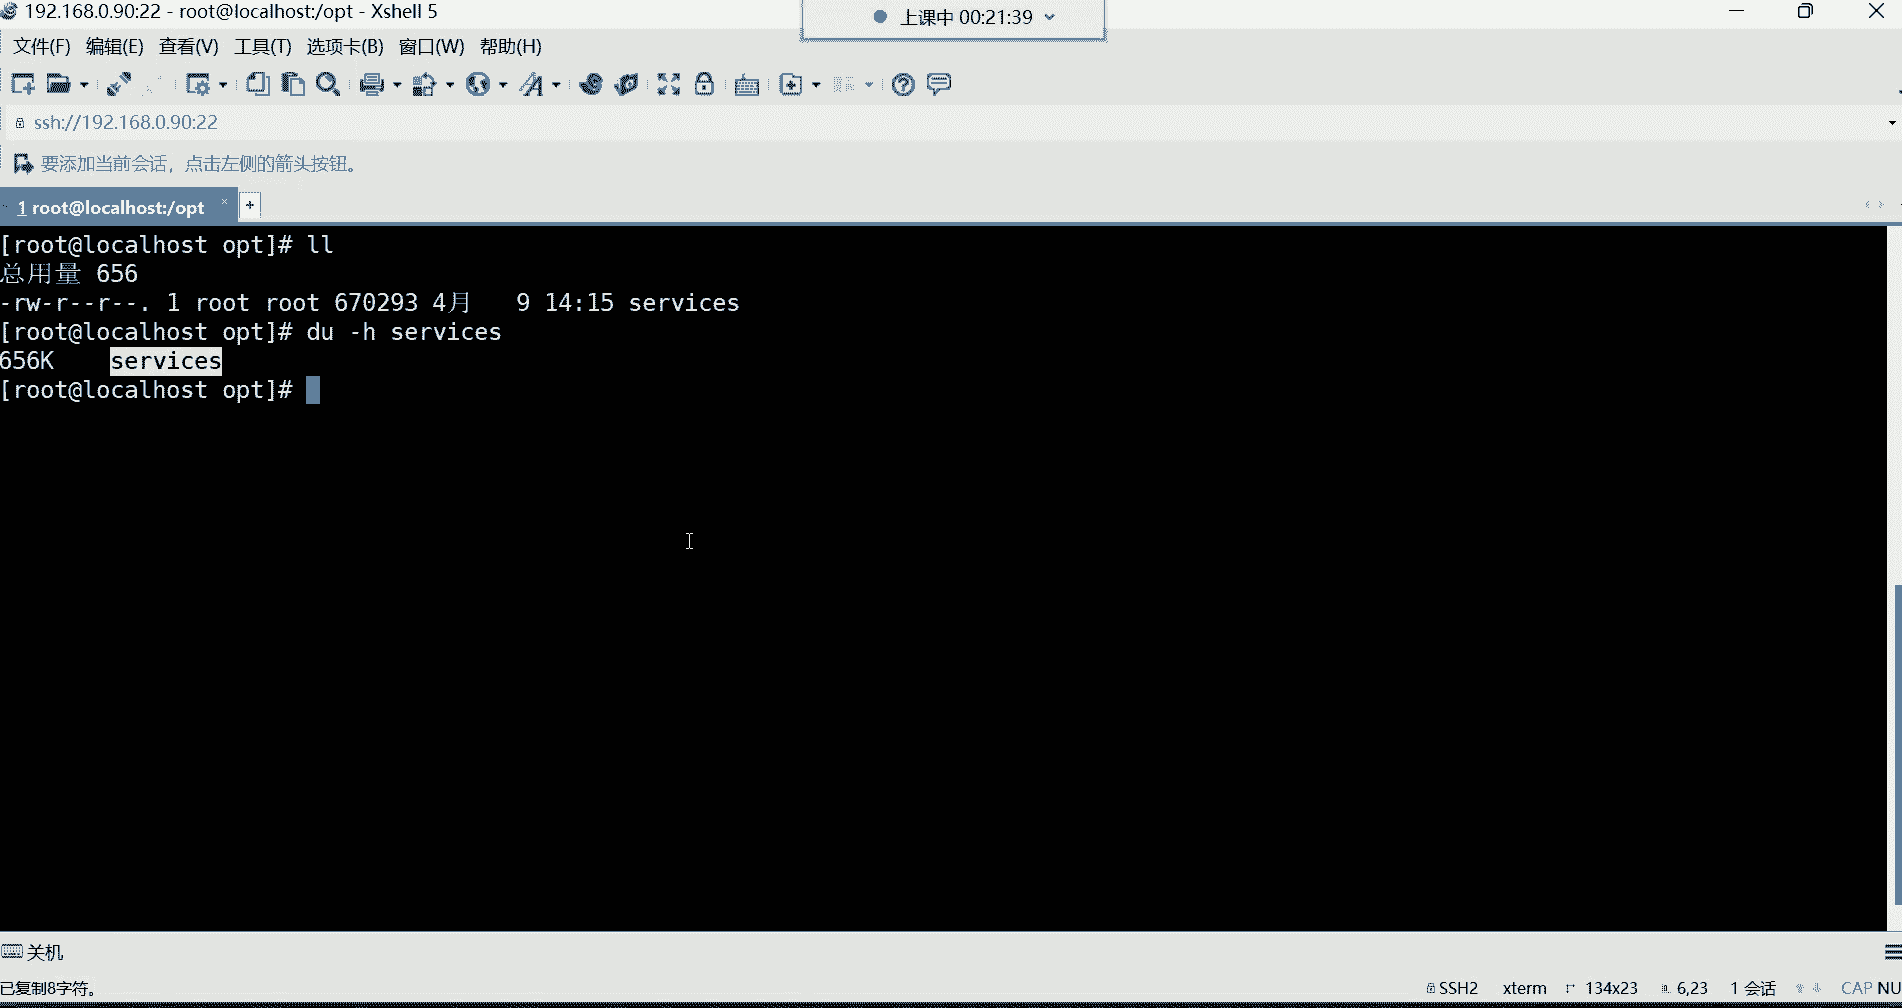 192.168.0.90:22 - root@localhost:/opt - Xshell 5
上课中 00:21:39
文件(F) 编辑(E) 查看(V) 工具(T) 选项卡(B) 窗口(W) 帮助(H)
ssh://192.168.0.90:22
要添加当前会话，点击左侧的箭头按钮。
1 root@localhost:/opt
[root@localhost opt]# ll
总用量 656
-rw-r--r--. 1 root root 670293 4月   9 14:15 services
[root@localhost opt]# du -h services
656K    services
[root@localhost opt]#
关机
已复制8字符。
SSH2 xterm 134x23 6,23 1 会话 CAP NU